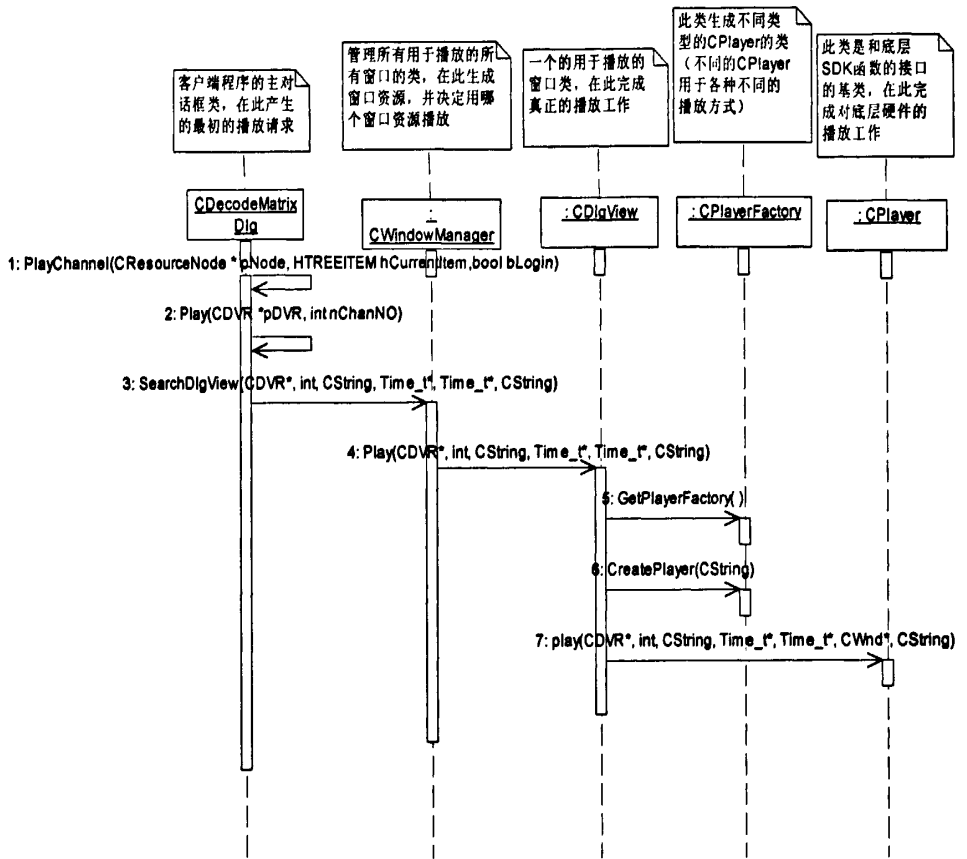 客户端程序的主对
话框类，在此产生
的最初的播放请求
管理所有用于播放的所
有窗口的类，在此生成
窗口资源，并决定用哪
个窗口资源播放
一个的用于播放的
窗口类，在此完成
真正的播放工作
此类生成不同类
型的CPlayer的类
（不同的CPlayer
用于各种不同的
播放方式）
此类是和底层
SDK函数的接口
的基类，在此完
成对底层硬件的
播放工作
CDecodeMatrix
Dlg
:
CWindowManager
: CDlgView
: CPlayerFactory
: CPlayer
1: PlayChannel(CResourceNode * pNode, HTREEITEM hCurrentItem,bool bLogin)
2: Play(CDVR *pDVR, int nChanNO)
3: SearchDlgView(CDVR*, int, CString, Time_t*, Time_t*, CString)
4: Play(CDVR*, int, CString, Time_t*, Time_t*, CString)
5: GetPlayerFactory( )
6: CreatePlayer(CString)
7: play(CDVR*, int, CString, Time_t*, Time_t*, CWnd*, CString)